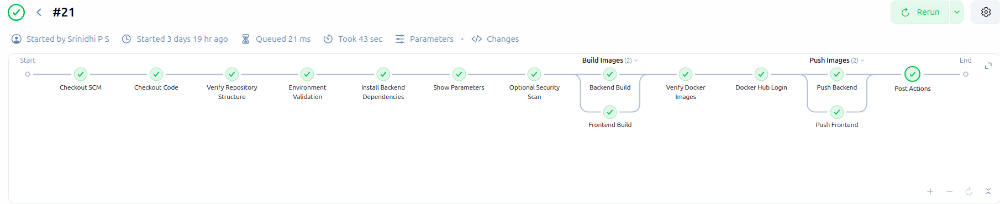 #21
Rerun
Started by Srinidhi P S
Started 3 days 19 hr ago
Queued 21 ms
Took 43 sec
Parameters
Changes
Start
Build Images (2)
Push Images (2)
End
Checkout SCM
Checkout Code
Verify Repository
Structure
Environment
Validation
Install Backend
Dependencies
Show Parameters
Optional Security
Scan
Backend Build
Frontend Build
Verify Docker
Images
Docker Hub Login
Push Backend
Push Frontend
Post Actions